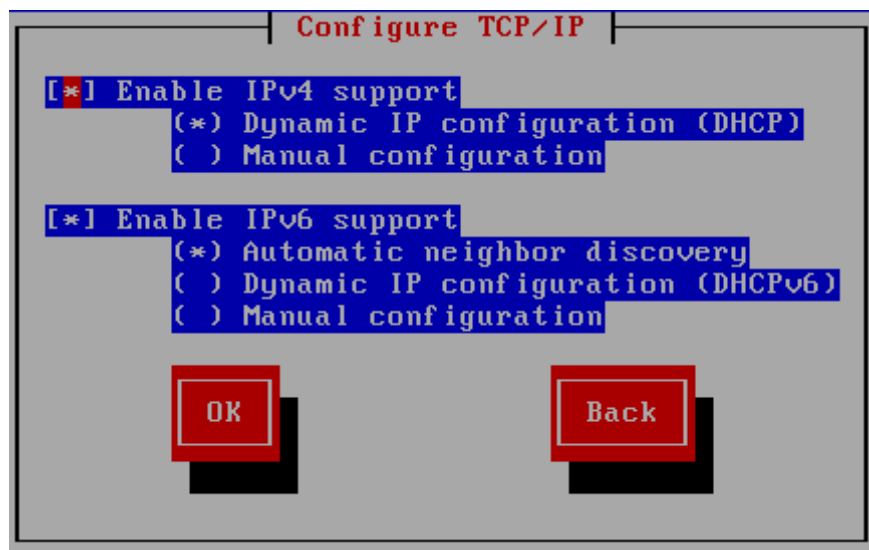 Configure TCP/IP
[*] Enable IPv4 support
(*) Dynamic IP configuration (DHCP)
( ) Manual configuration
[*] Enable IPv6 support
(*) Automatic neighbor discovery
( ) Dynamic IP configuration (DHCPv6)
( ) Manual configuration
OK Back